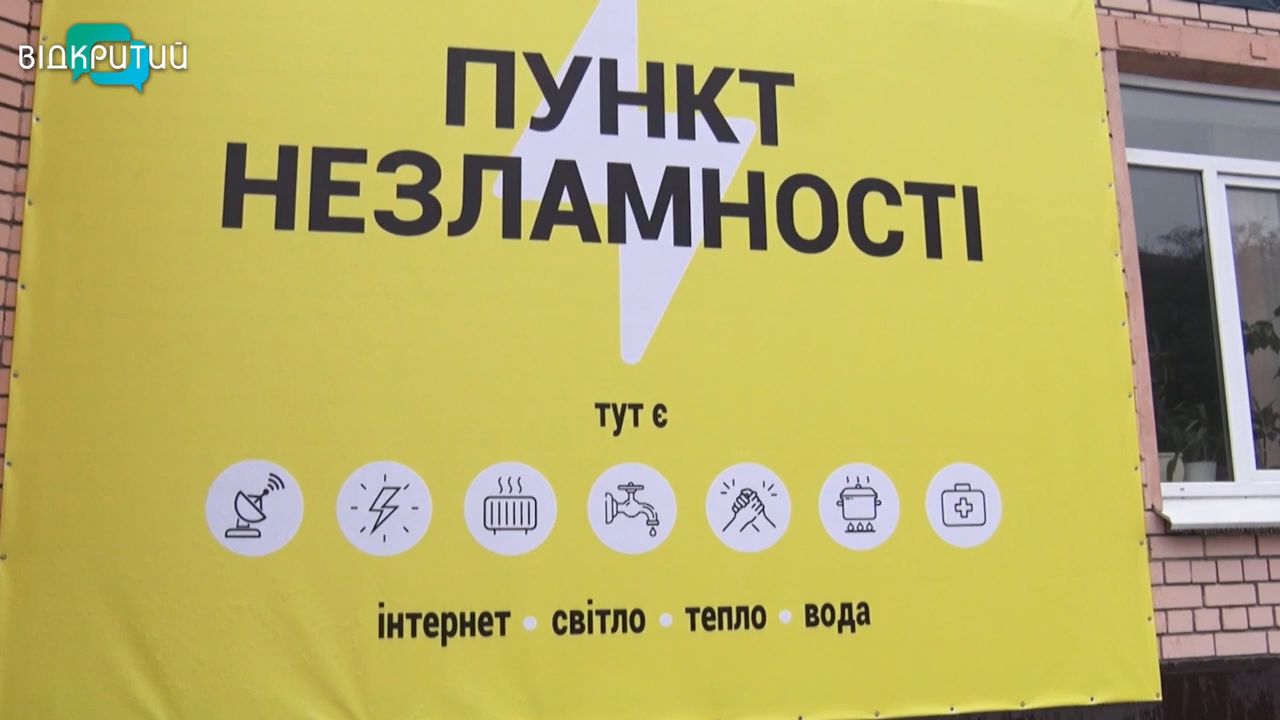 ВІДКРИТИЙ
ПУНКТ
НЕЗЛАМНОСТІ
тут є
інтернет • світло • тепло • вода